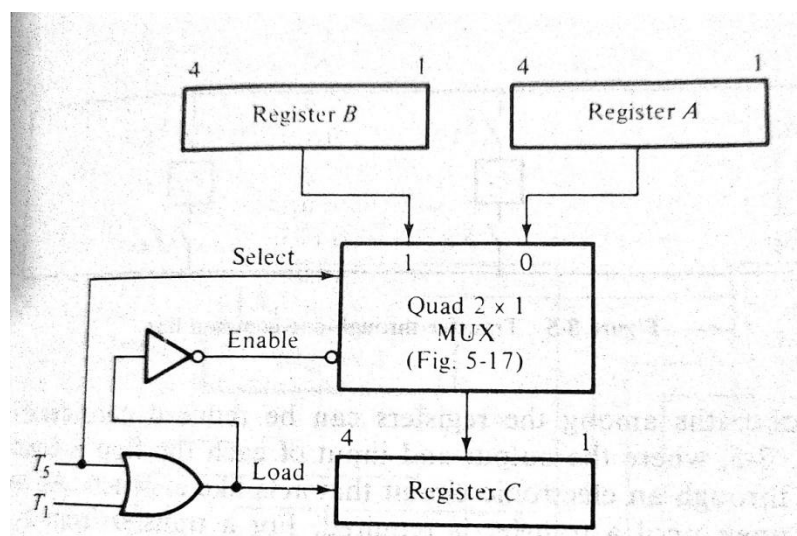 4 1 4 1
Register B
Register A
Select
1 0
Quad 2 × 1
MUX
(Fig. 5-17)
Enable
4 1
T5
Load
Register C
T1